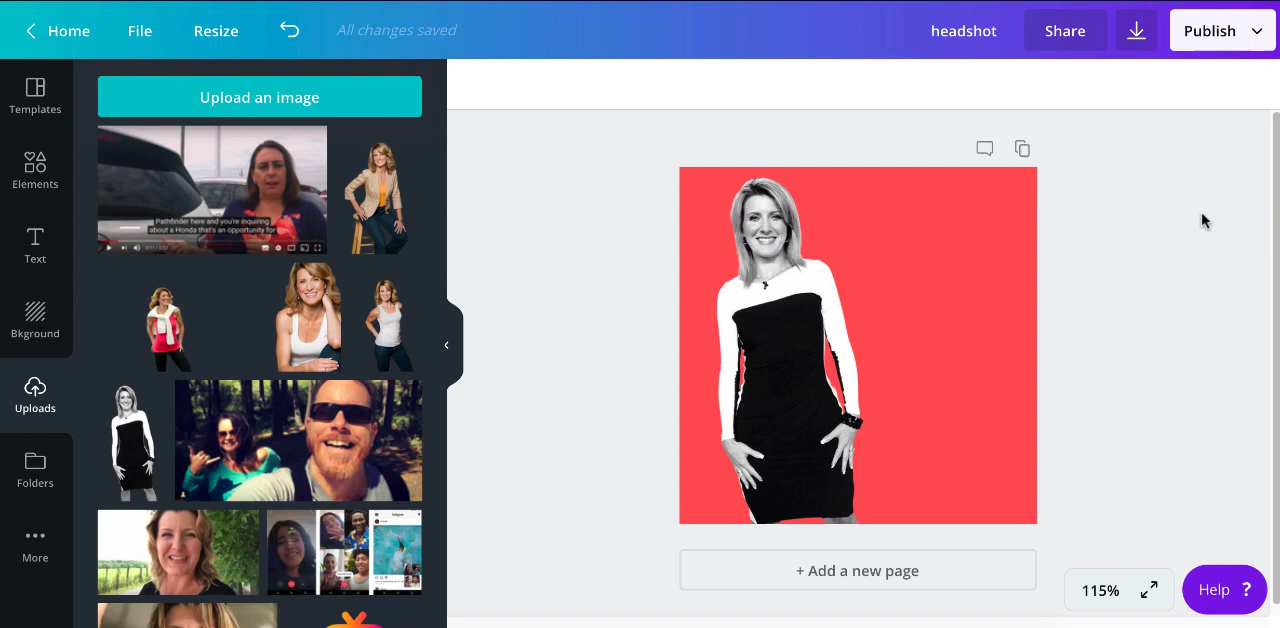 Home
File
Resize
All changes saved
headshot
Share
Publish
Templates
Elements
Text
Bkground
Uploads
Folders
More
Upload an image
Pathfinder here and you're inquiring
about a Honda that's an opportunity for
+ Add a new page
115%
Help ?